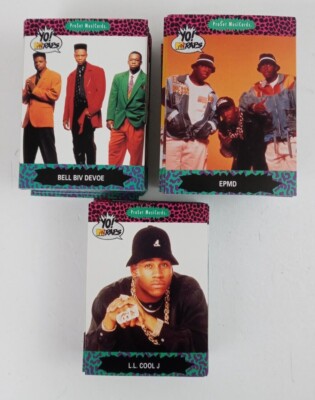 ProSet MusiCards
YO!
MTV
RAPS
BELL BIV DEVOE
ProSet MusiCards
YO!
MTV
RAPS
EPMD
ProSet MusiCards
YO!
MTV
RAPS
L.L. COOL J